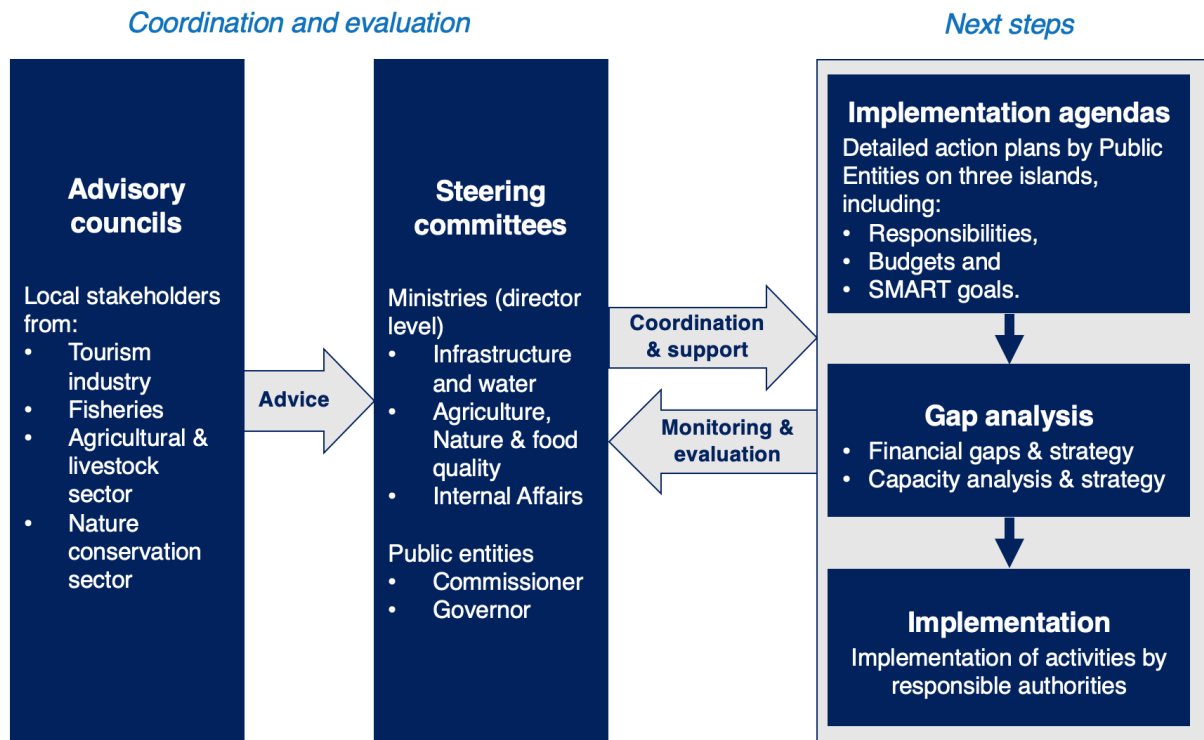 Coordination and evaluation
Next steps
Advisory
councils
Local stakeholders
from:
• Tourism
industry
• Fisheries
• Agricultural &
livestock
sector
• Nature
conservation
sector
Advice
Steering
committees
Ministries (director
level)
• Infrastructure
and water
• Agriculture,
Nature & food
quality
• Internal Affairs
Public entities
• Commissioner
• Governor
Coordination
& support
Monitoring &
evaluation
Implementation agendas
Detailed action plans by Public
Entities on three islands,
including:
• Responsibilities,
• Budgets and
• SMART goals.
Gap analysis
• Financial gaps & strategy
• Capacity analysis & strategy
Implementation
Implementation of activities by
responsible authorities